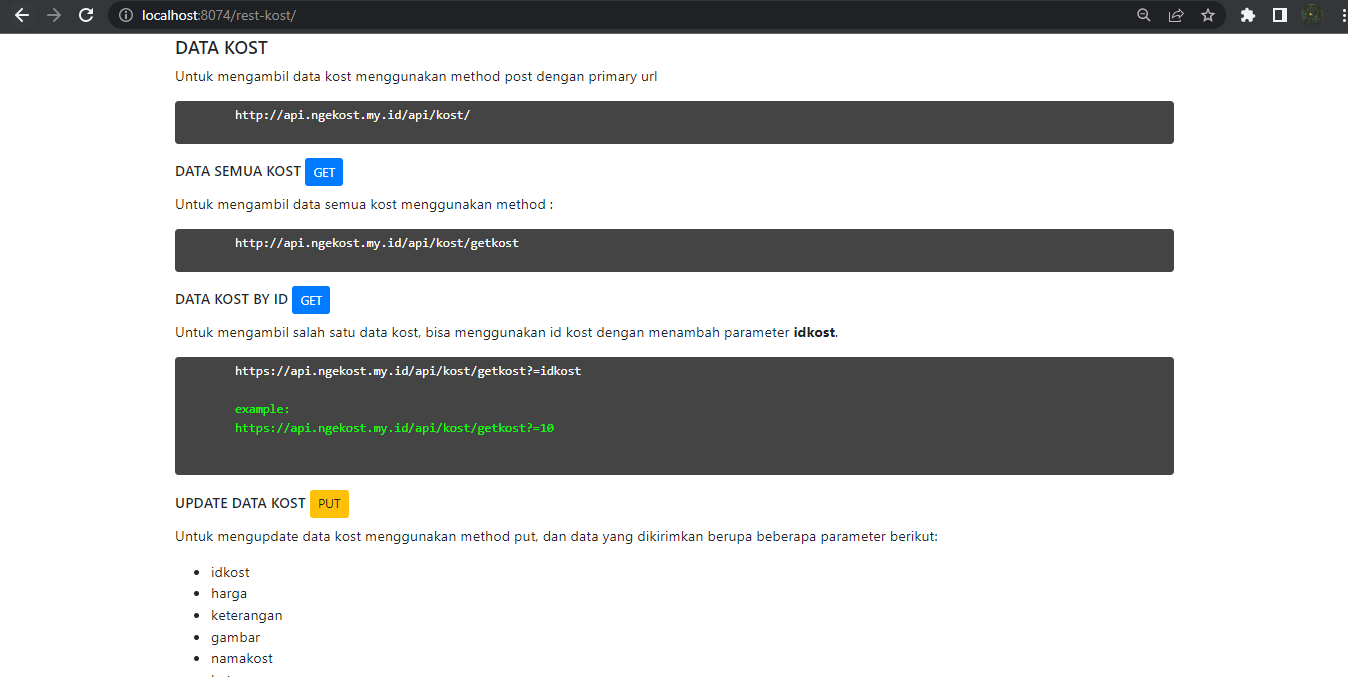 localhost:8074/rest-kost/
DATA KOST
Untuk mengambil data kost menggunakan method post dengan primary url
http://api.ngekost.my.id/api/kost/
DATA SEMUA KOST GET
Untuk mengambil data semua kost menggunakan method :
http://api.ngekost.my.id/api/kost/getkost
DATA KOST BY ID GET
Untuk mengambil salah satu data kost, bisa menggunakan id kost dengan menambah parameter idkost.
https://api.ngekost.my.id/api/kost/getkost?=idkost
example:
https://api.ngekost.my.id/api/kost/getkost?=10
UPDATE DATA KOST PUT
Untuk mengupdate data kost menggunakan method put, dan data yang dikirimkan berupa beberapa parameter berikut:
idkost
harga
keterangan
gambar
namakost